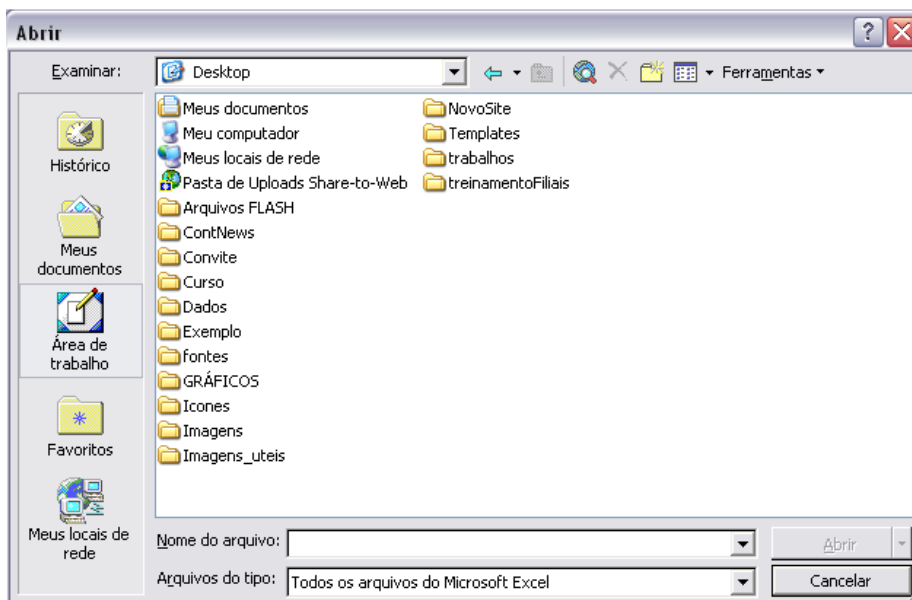 Abrir
Examinar:
Desktop
Ferramentas
Histórico
Meus
documentos
Área de
trabalho
Favoritos
Meus locais de
rede
Meus documentos
Meu computador
Meus locais de rede
Pasta de Uploads Share-to-Web
Arquivos FLASH
ContNews
Convite
Curso
Dados
Exemplo
fontes
GRÁFICOS
Icones
Imagens
Imagens_uteis
NovoSite
Templates
trabalhos
treinamentoFiliais
Nome do arquivo:
Abrir
Arquivos do tipo:
Todos os arquivos do Microsoft Excel
Cancelar